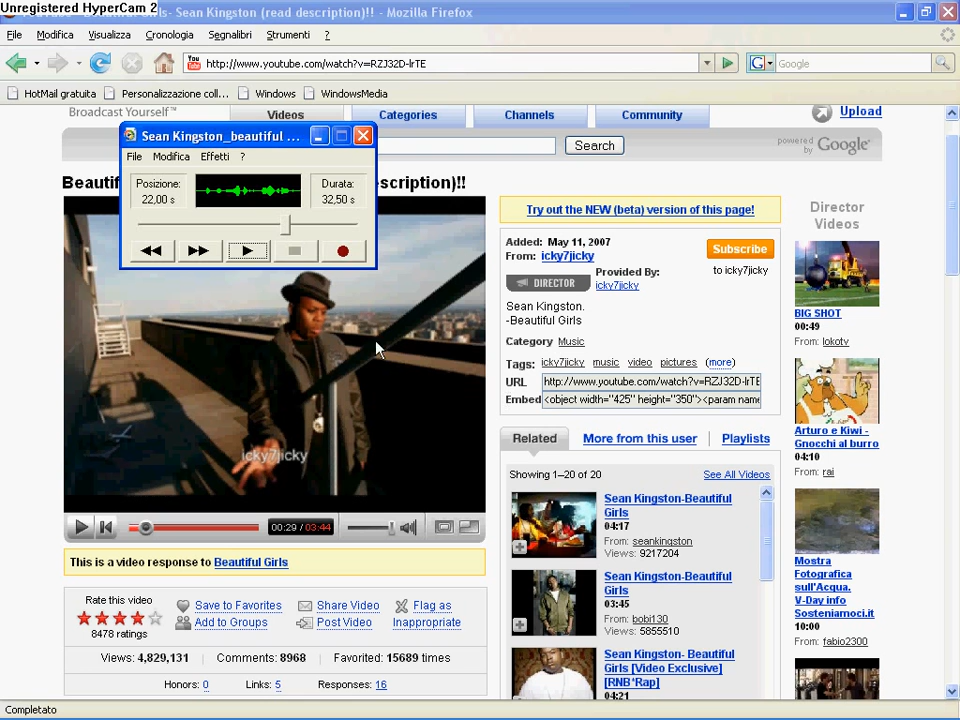 Unregistered HyperCam 2
Girls- Sean Kingston (read description)!! - Mozilla Firefox
File Modifica Visualizza Cronologia Segnalibri Strumenti ?
You Tube http://www.youtube.com/watch?v=RZJ32D-lrTE G Google
HotMail gratuita Personalizzazione coll... Windows WindowsMedia
Broadcast Yourself™ Videos Categories Channels Community Upload
Search powered by Google
Sean Kingston_beautiful ...
File Modifica Effetti ?
Posizione: Durata:
22,00 s 32,50 s
Beautif escription)!!
icky7jicky
00:29 / 03:44
This is a video response to Beautiful Girls
Rate this video
8478 ratings
Save to Favorites Share Video Flag as
Add to Groups Post Video Inappropriate
Views: 4,829,131 Comments: 8968 Favorited: 15689 times
Honors: 0 Links: 5 Responses: 16
Try out the NEW (beta) version of this page!
Added: May 11, 2007
From: icky7jicky
Subscribe
to icky7jicky
DIRECTOR
Provided By:
icky7jicky
Sean Kingston.
-Beautiful Girls
Category Music
Tags: icky7jicky music video pictures (more)
URL http://www.youtube.com/watch?v=RZJ32D-lrTE
Embed <object width="425" height="350"><param name
Related More from this user Playlists
Showing 1–20 of 20 See All Videos
Sean Kingston-Beautiful
Girls
04:17
From: seankingston
Views: 9217204
Sean Kingston-Beautiful
Girls
03:45
From: bobi130
Views: 5855510
Sean Kingston- Beautiful
Girls [Video Exclusive]
[RNB*Rap]
04:21
Director
Videos
BIG SHOT
00:49
From: lokotv
Arturo e Kiwi -
Gnocchi al burro
04:10
From: rai
Mostra
Fotografica
sull'Acqua.
V-Day info
Sosteniamoci.it
10:00
From: fabio2300
Completato